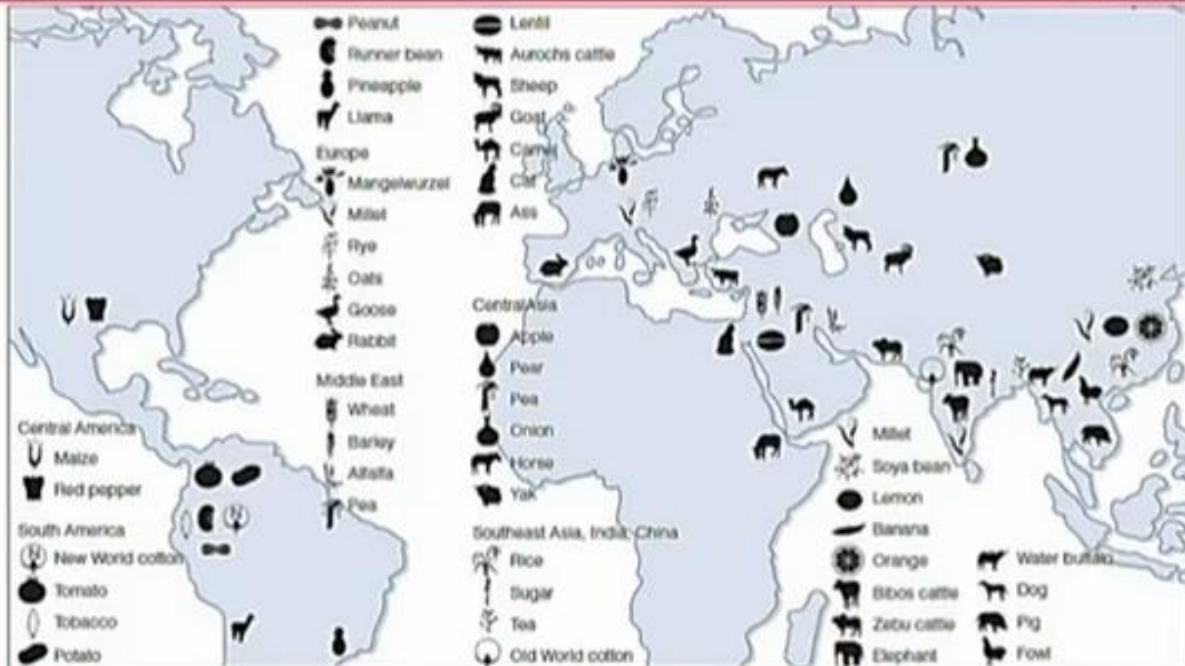 Peanut
Runner bean
Pineapple
Llama
Europe
Mangelwurzel
Millet
Rye
Oats
Goose
Rabbit
Middle East
Wheat
Barley
Alfalfa
Pea
Lentil
Aurochs cattle
Sheep
Goat
Camel
Cat
Ass
Central Asia
Apple
Pear
Pea
Onion
Horse
Yak
Southeast Asia, India, China
Rice
Sugar
Tea
Old World cotton
Central America
Maize
Red pepper
South America
New World cotton
Tomato
Tobacco
Potato
Millet
Soya bean
Lemon
Banana
Orange
Bibos cattle
Zebu cattle
Elephant
Water buffalo
Dog
Pig
Fowl